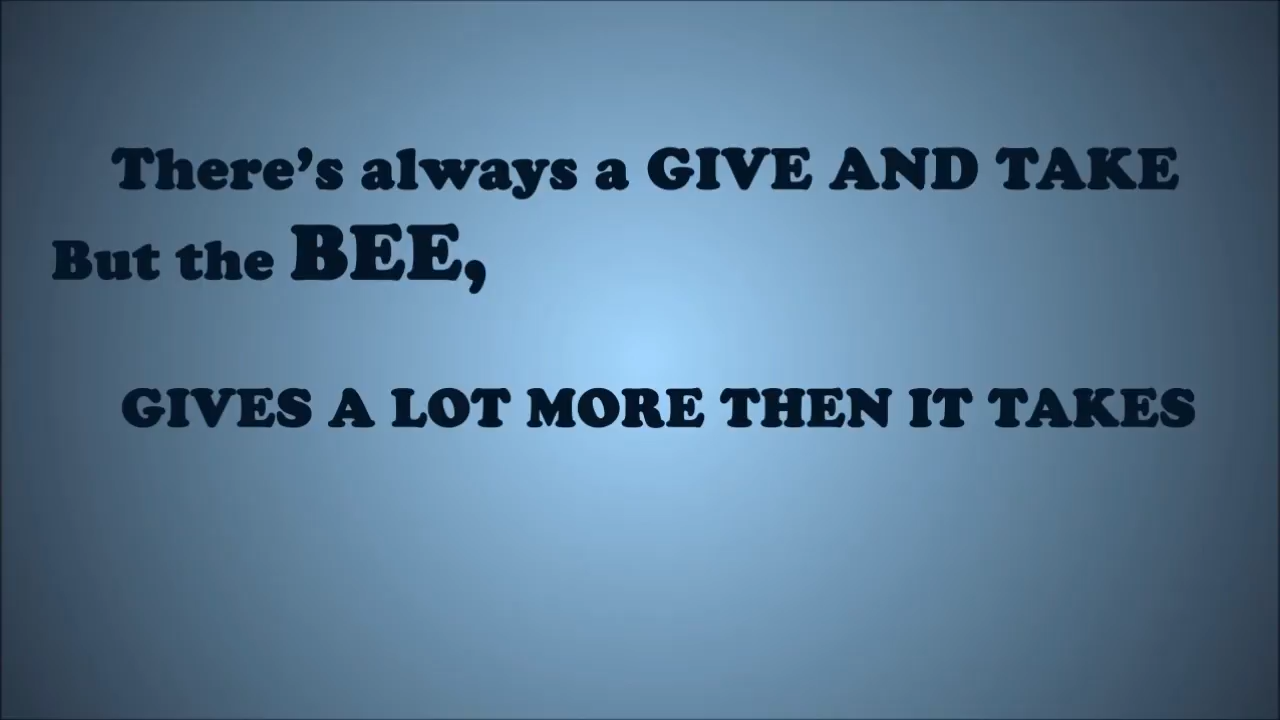 There’s always a GIVE AND TAKE
But the BEE,
GIVES A LOT MORE THEN IT TAKES